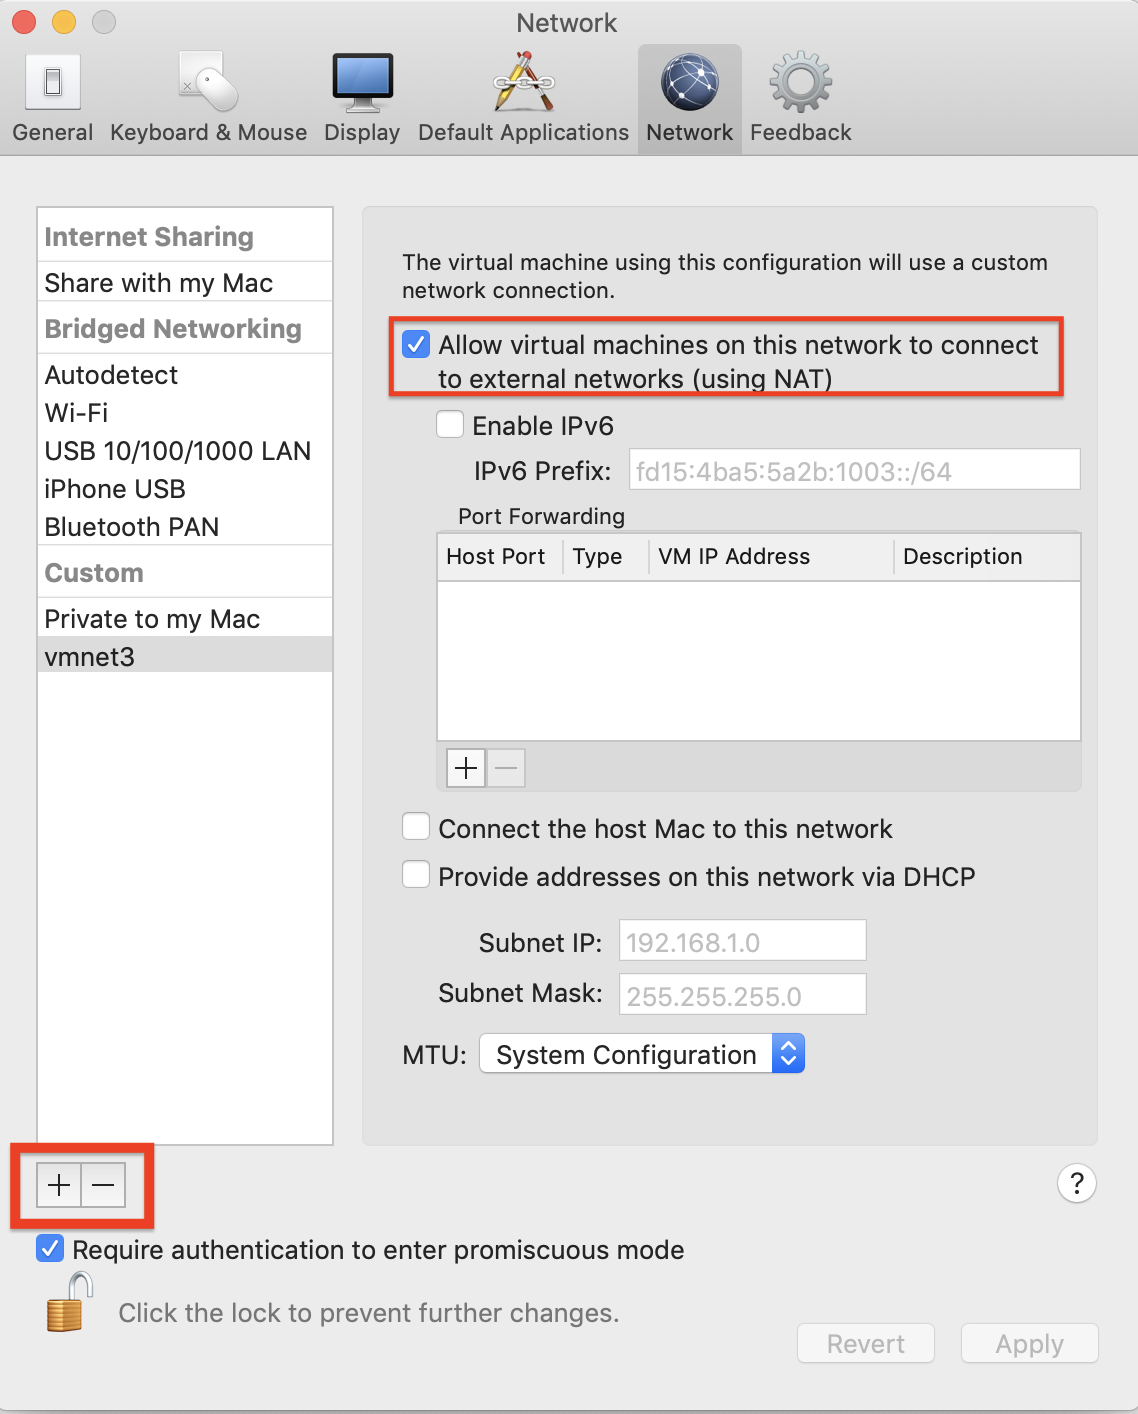 Network
General
Keyboard & Mouse
Display
Default Applications
Network
Feedback
Internet Sharing
Share with my Mac
Bridged Networking
Autodetect
Wi-Fi
USB 10/100/1000 LAN
iPhone USB
Bluetooth PAN
Custom
Private to my Mac
vmnet3
The virtual machine using this configuration will use a custom
network connection.
Allow virtual machines on this network to connect
to external networks (using NAT)
Enable IPv6
IPv6 Prefix: fd15:4ba5:5a2b:1003::/64
Port Forwarding
Host Port Type VM IP Address Description
Connect the host Mac to this network
Provide addresses on this network via DHCP
Subnet IP: 192.168.1.0
Subnet Mask: 255.255.255.0
MTU: System Configuration
?
Require authentication to enter promiscuous mode
Click the lock to prevent further changes.
Revert
Apply